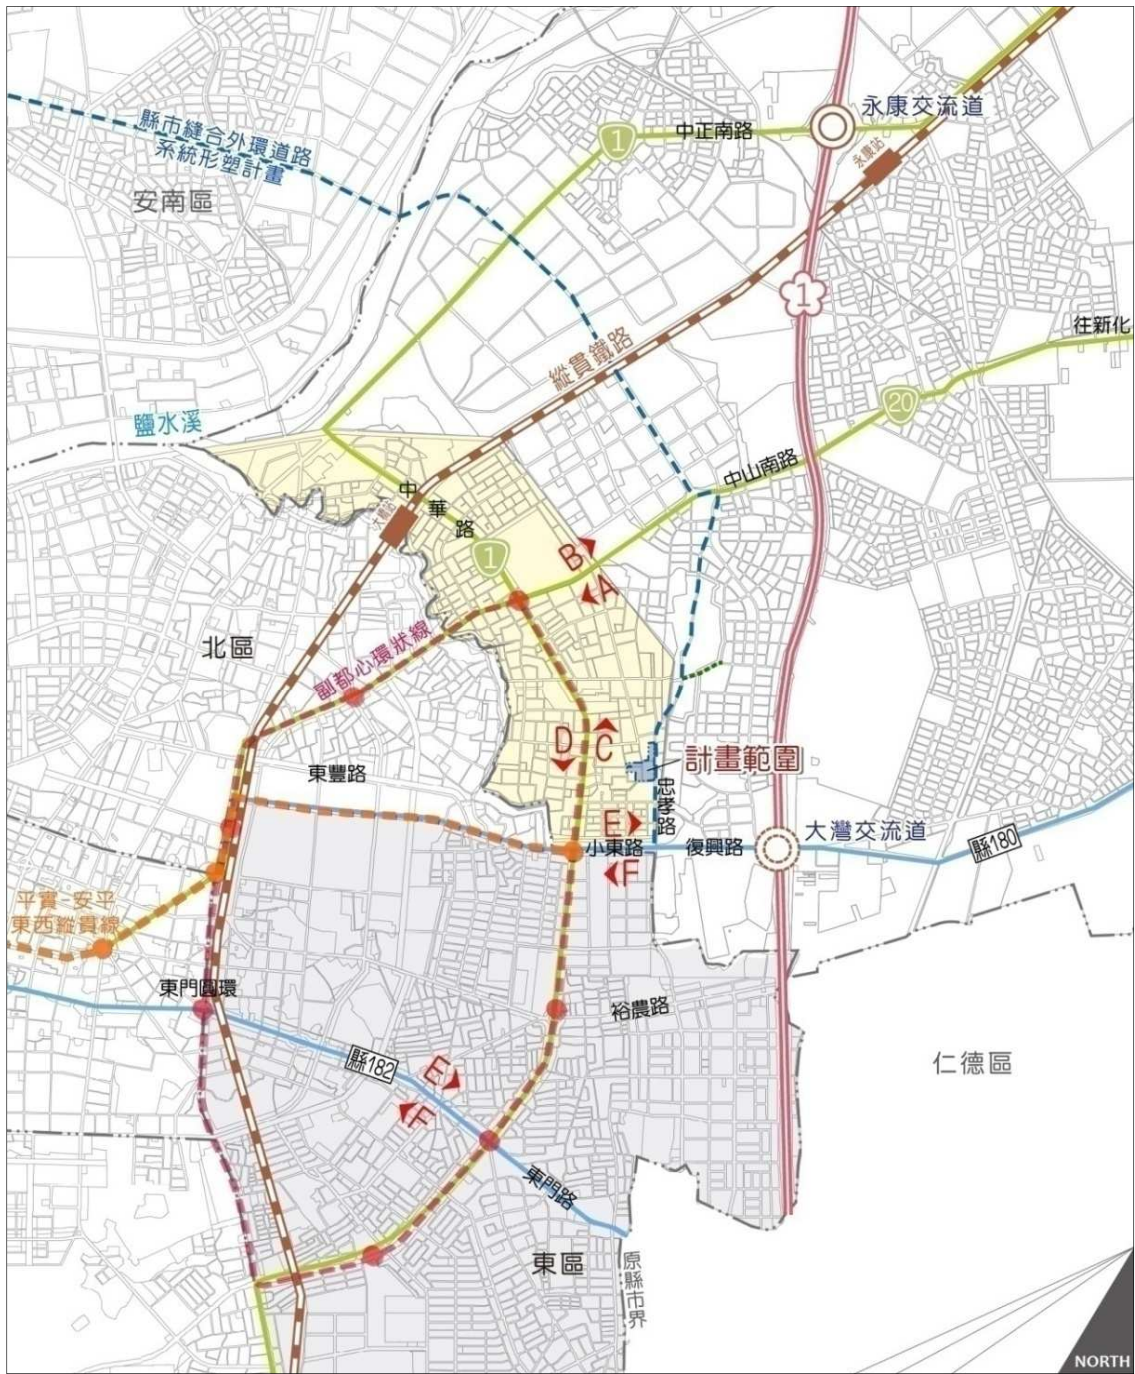 永康交流道
中正南路
1
縣市縫合外環道路
系統形塑計畫
永康站
安南區
1
往新化
縱貫鐵路
20
鹽水溪
中山南路
中
華
路
大橋站
1
B
A
北區
副都心環狀線
D
C
計畫範圍
東豐路
忠孝路
E
小東路
復興路
大灣交流道
縣180
F
平實-安平
東西縱貫線
東門圓環
裕農路
縣182
E
F
仁德區
東門路
東區
原縣市界
NORTH